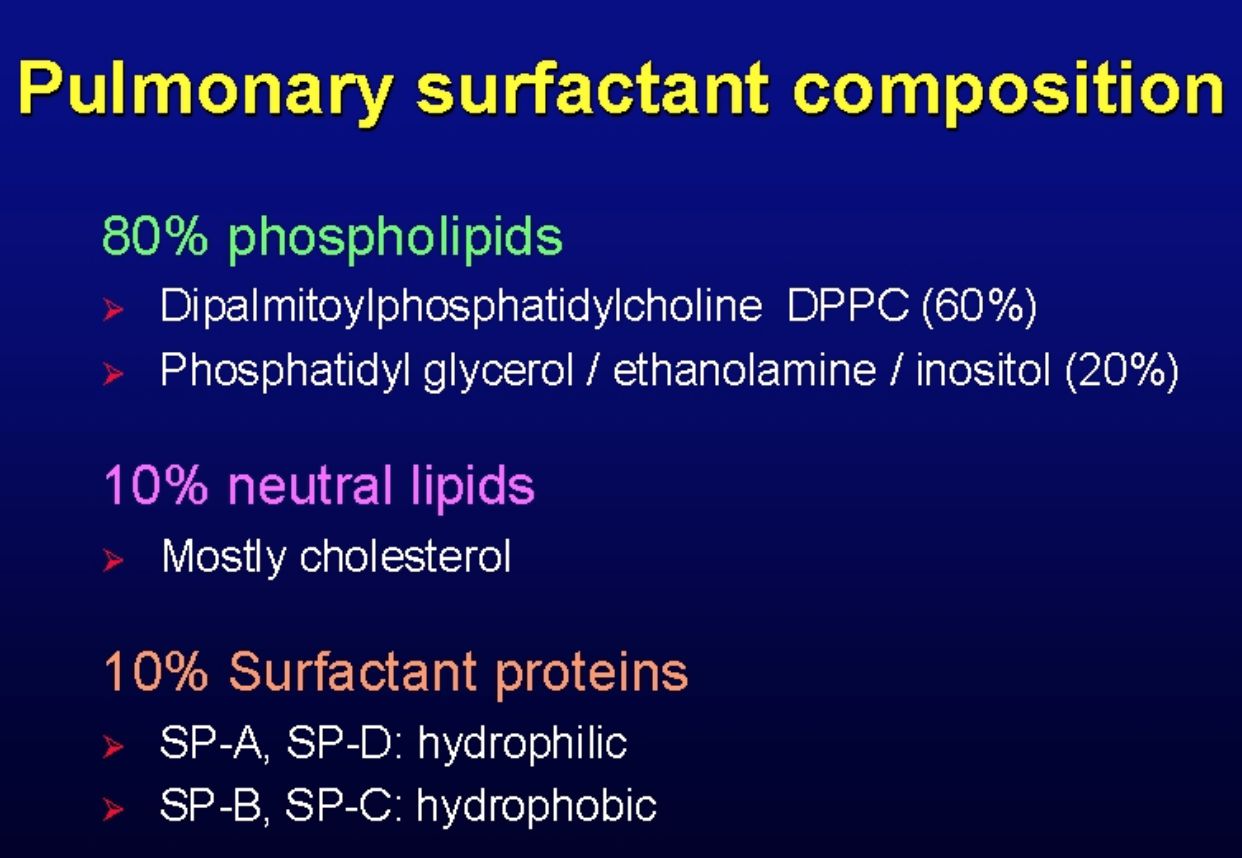 Pulmonary surfactant composition
80% phospholipids
➢ Dipalmitoylphosphatidylcholine DPPC (60%)
➢ Phosphatidyl glycerol / ethanolamine / inositol (20%)
10% neutral lipids
➢ Mostly cholesterol
10% Surfactant proteins
➢ SP-A, SP-D: hydrophilic
➢ SP-B, SP-C: hydrophobic